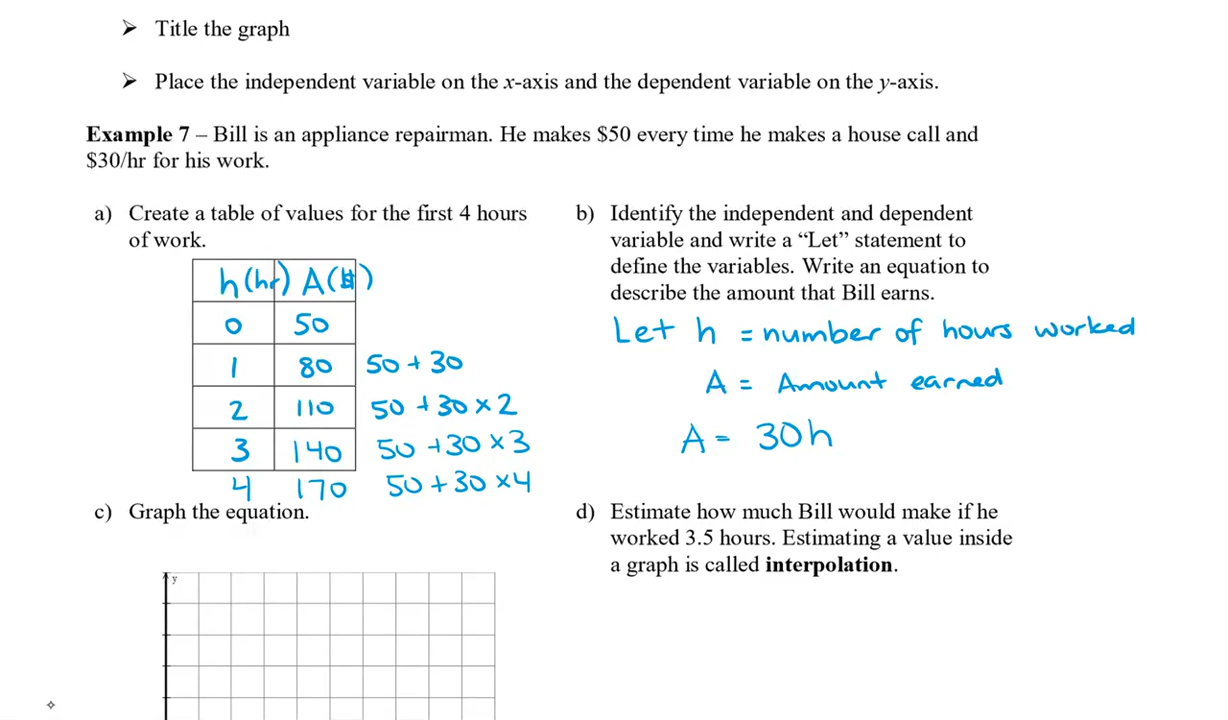 ➢ Title the graph
➢ Place the independent variable on the x-axis and the dependent variable on the y-axis.
Example 7 – Bill is an appliance repairman. He makes $50 every time he makes a house call and
$30/hr for his work.
a) Create a table of values for the first 4 hours
of work.
h (hr) A ($)
0 50
1 80 50 + 30
2 110 50 + 30 × 2
3 140 50 + 30 × 3
4 170 50 + 30 × 4
b) Identify the independent and dependent
variable and write a “Let” statement to
define the variables. Write an equation to
describe the amount that Bill earns.
Let h = number of hours worked
A = Amount earned
A = 30h
c) Graph the equation.
y
d) Estimate how much Bill would make if he
worked 3.5 hours. Estimating a value inside
a graph is called interpolation.